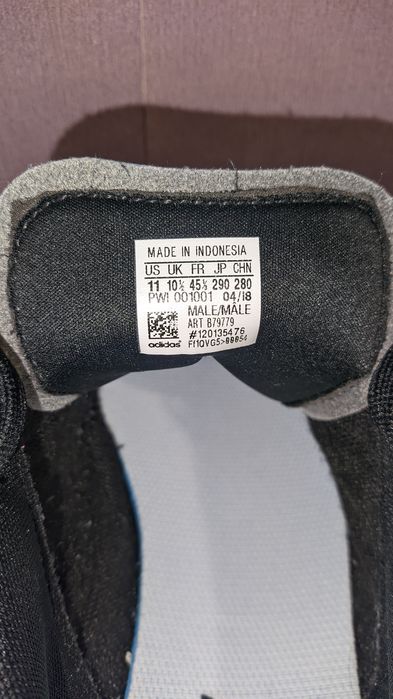 MADE IN INDONESIA
US UK FR JP CHN
11 10½ 45⅓ 290 280
PWI 001001 04/18
MALE/MÂLE
ART B79779
#120135476
adidas